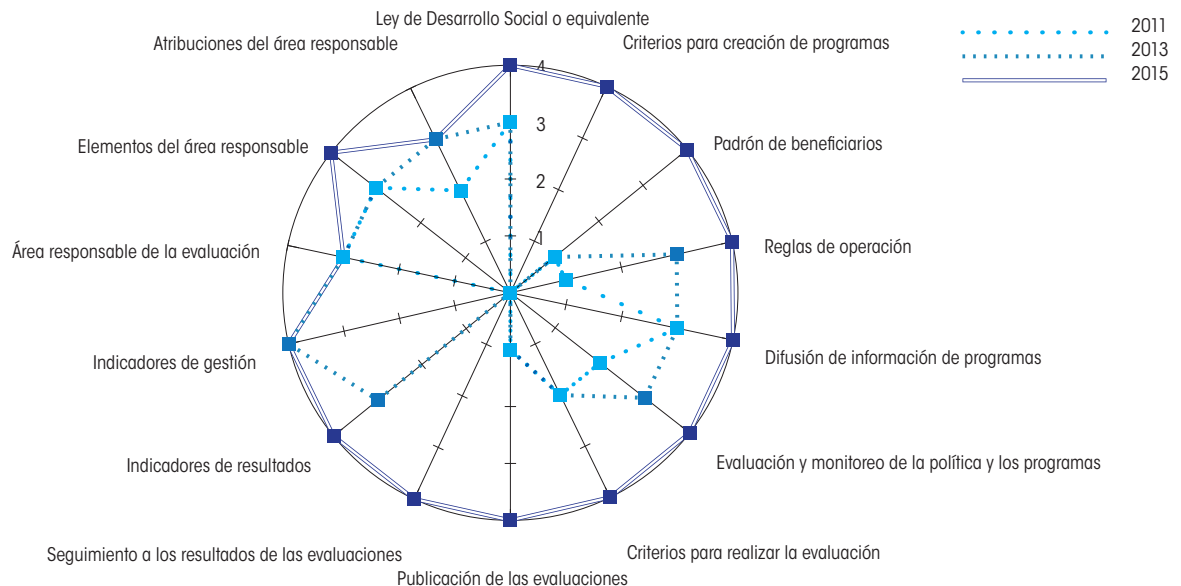 Ley de Desarrollo Social o equivalente
Atribuciones del área responsable
Criterios para creación de programas
2011
2013
2015
4
3
2
1
Elementos del área responsable
Padrón de beneficiarios
Área responsable de la evaluación
Reglas de operación
Indicadores de gestión
Difusión de información de programas
Indicadores de resultados
Evaluación y monitoreo de la política y los programas
Seguimiento a los resultados de las evaluaciones
Criterios para realizar la evaluación
Publicación de las evaluaciones